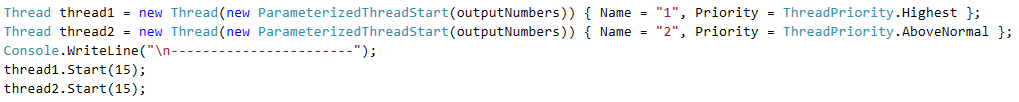 Thread thread1 = new Thread(new ParameterizedThreadStart(outputNumbers)) { Name = "1", Priority = ThreadPriority.Highest };
Thread thread2 = new Thread(new ParameterizedThreadStart(outputNumbers)) { Name = "2", Priority = ThreadPriority.AboveNormal };
Console.WriteLine("\n-----------------------");
thread1.Start(15);
thread2.Start(15);